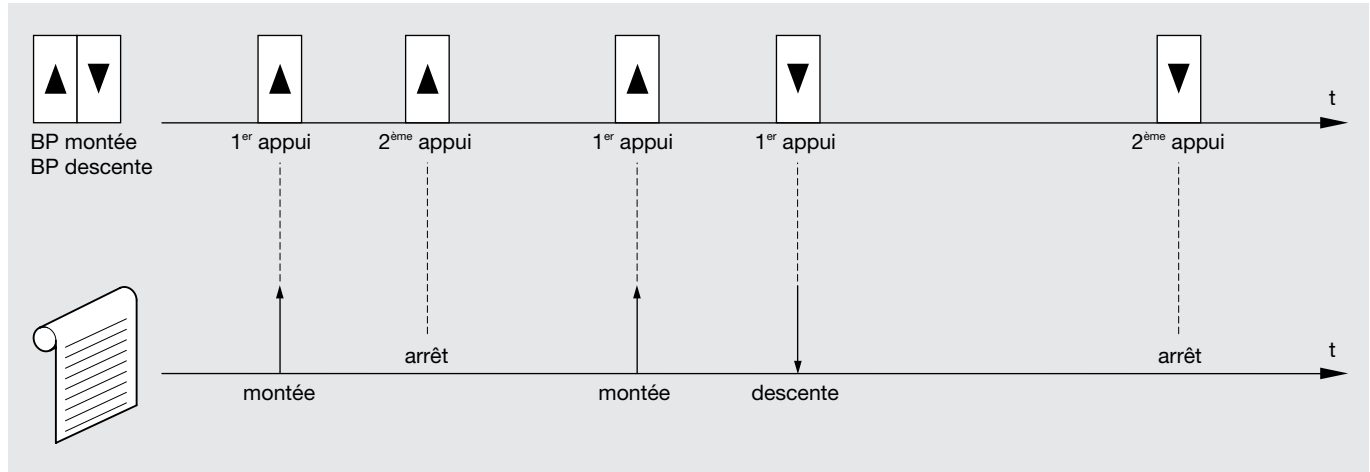 t
BP montée
BP descente
1er appui
2ème appui
1er appui
1er appui
2ème appui
t
arrêt
arrêt
montée
montée
descente